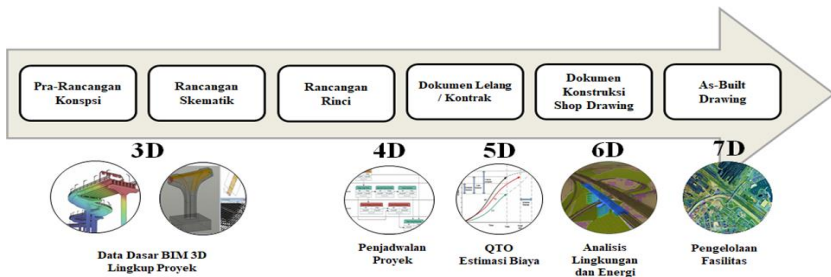 Pra-Rancangan
Konspsi
Rancangan
Skematik
Rancangan
Rinci
Dokumen Lelang
/ Kontrak
Dokumen
Konstruksi
Shop Drawing
As-Built
Drawing
3D
4D
5D
6D
7D
Data Dasar BIM 3D
Lingkup Proyek
Penjadwalan
Proyek
QTO
Estimasi Biaya
Analisis
Lingkungan
dan Energi
Pengelolaan
Fasilitas